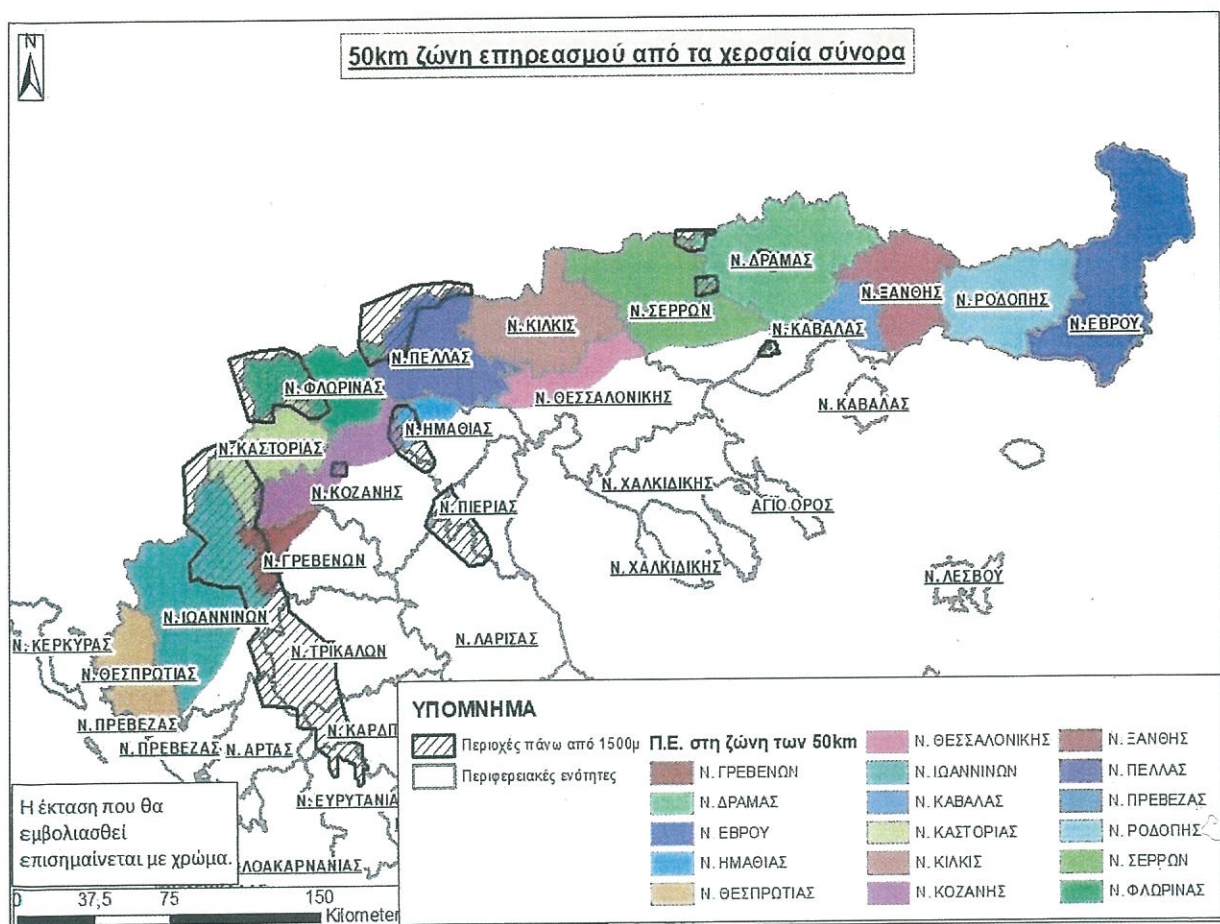 N
50km ζώνη επηρεασμού από τα χερσαία σύνορα
Ν. ΔΡΑΜΑΣ
Ν. ΞΑΝΘΗΣ
Ν. ΡΟΔΟΠΗΣ
Ν. ΕΒΡΟΥ
Ν. ΣΕΡΡΩΝ
Ν. ΚΙΛΚΙΣ
Ν. ΚΑΒΑΛΑΣ
Ν. ΠΕΛΛΑΣ
Ν. ΦΛΩΡΙΝΑΣ
Ν. ΘΕΣΣΑΛΟΝΙΚΗΣ
Ν. ΚΑΒΑΛΑΣ
Ν. ΗΜΑΘΙΑΣ
Ν. ΚΑΣΤΟΡΙΑΣ
Ν. ΚΟΖΑΝΗΣ
Ν. ΧΑΛΚΙΔΙΚΗΣ
ΑΓΙΟ ΟΡΟΣ
Ν. ΠΙΕΡΙΑΣ
Ν. ΓΡΕΒΕΝΩΝ
Ν. ΧΑΛΚΙΔΙΚΗΣ
Ν. ΛΕΣΒΟΥ
Ν. ΙΩΑΝΝΙΝΩΝ
Ν. ΚΕΡΚΥΡΑΣ
Ν. ΤΡΙΚΑΛΩΝ
Ν. ΛΑΡΙΣΑΣ
Ν. ΘΕΣΠΡΩΤΙΑΣ
Ν. ΠΡΕΒΕΖΑΣ
Ν. ΠΡΕΒΕΖΑΣ
Ν. ΑΡΤΑΣ
Ν. ΚΑΡΔΠ
Ν. ΕΥΡΥΤΑΝΙΑ
ΛΟΑΚΑΡΝΑΝΙΑΣ
Η έκταση που θα
εμβολιασθεί
επισημαίνεται με χρώμα.
0 37,5 75 150
Kilometer
ΥΠΟΜΝΗΜΑ
Περιοχές πάνω από 1500μ
Περιφερειακές ενότητες
Π.Ε. στη ζώνη των 50km
Ν. ΓΡΕΒΕΝΩΝ
Ν. ΔΡΑΜΑΣ
Ν ΕΒΡΟΥ
Ν. ΗΜΑΘΙΑΣ
Ν. ΘΕΣΠΡΩΤΙΑΣ
Ν. ΘΕΣΣΑΛΟΝΙΚΗΣ
Ν. ΙΩΑΝΝΙΝΩΝ
Ν. ΚΑΒΑΛΑΣ
Ν. ΚΑΣΤΟΡΙΑΣ
Ν. ΚΙΛΚΙΣ
Ν. ΚΟΖΑΝΗΣ
Ν. ΞΑΝΘΗΣ
Ν. ΠΕΛΛΑΣ
Ν. ΠΡΕΒΕΖΑΣ
Ν. ΡΟΔΟΠΗΣ
Ν. ΣΕΡΡΩΝ
Ν. ΦΛΩΡΙΝΑΣ